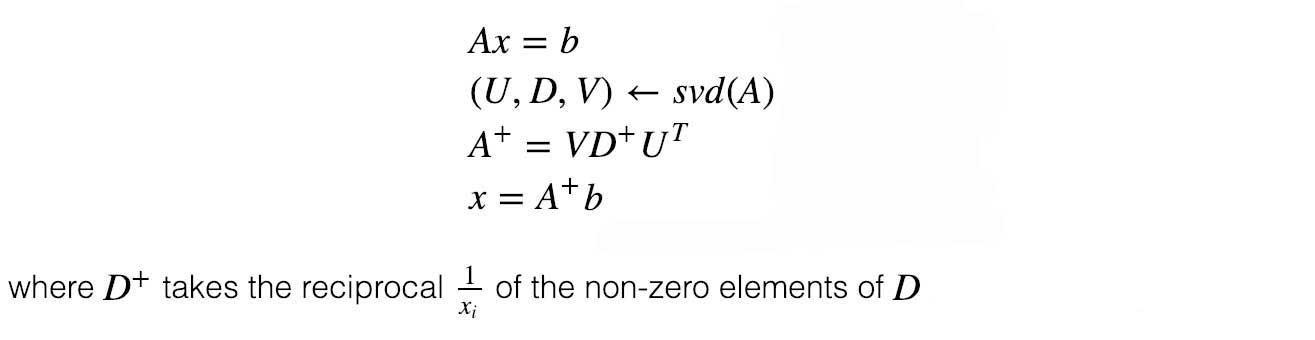 Ax = b
(U, D, V) ← svd(A)
A⁺ = VD⁺Uᵀ
x = A⁺b
where D⁺ takes the reciprocal 1/xᵢ of the non-zero elements of D